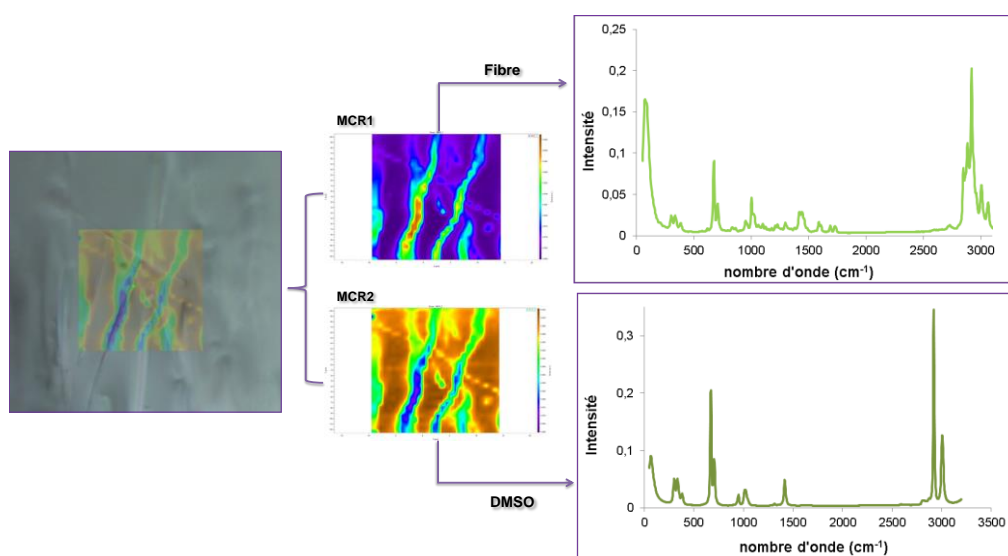 Fibre
MCR1
MCR2
DMSO
0,25
0,2
0,15
0,1
0,05
0
Intensité
0 500 1000 1500 2000 2500 3000
nombre d'onde (cm⁻¹)
0,3
0,2
0,1
0
Intensité
0 500 1000 1500 2000 2500 3000 3500
nombre d'onde (cm⁻¹)